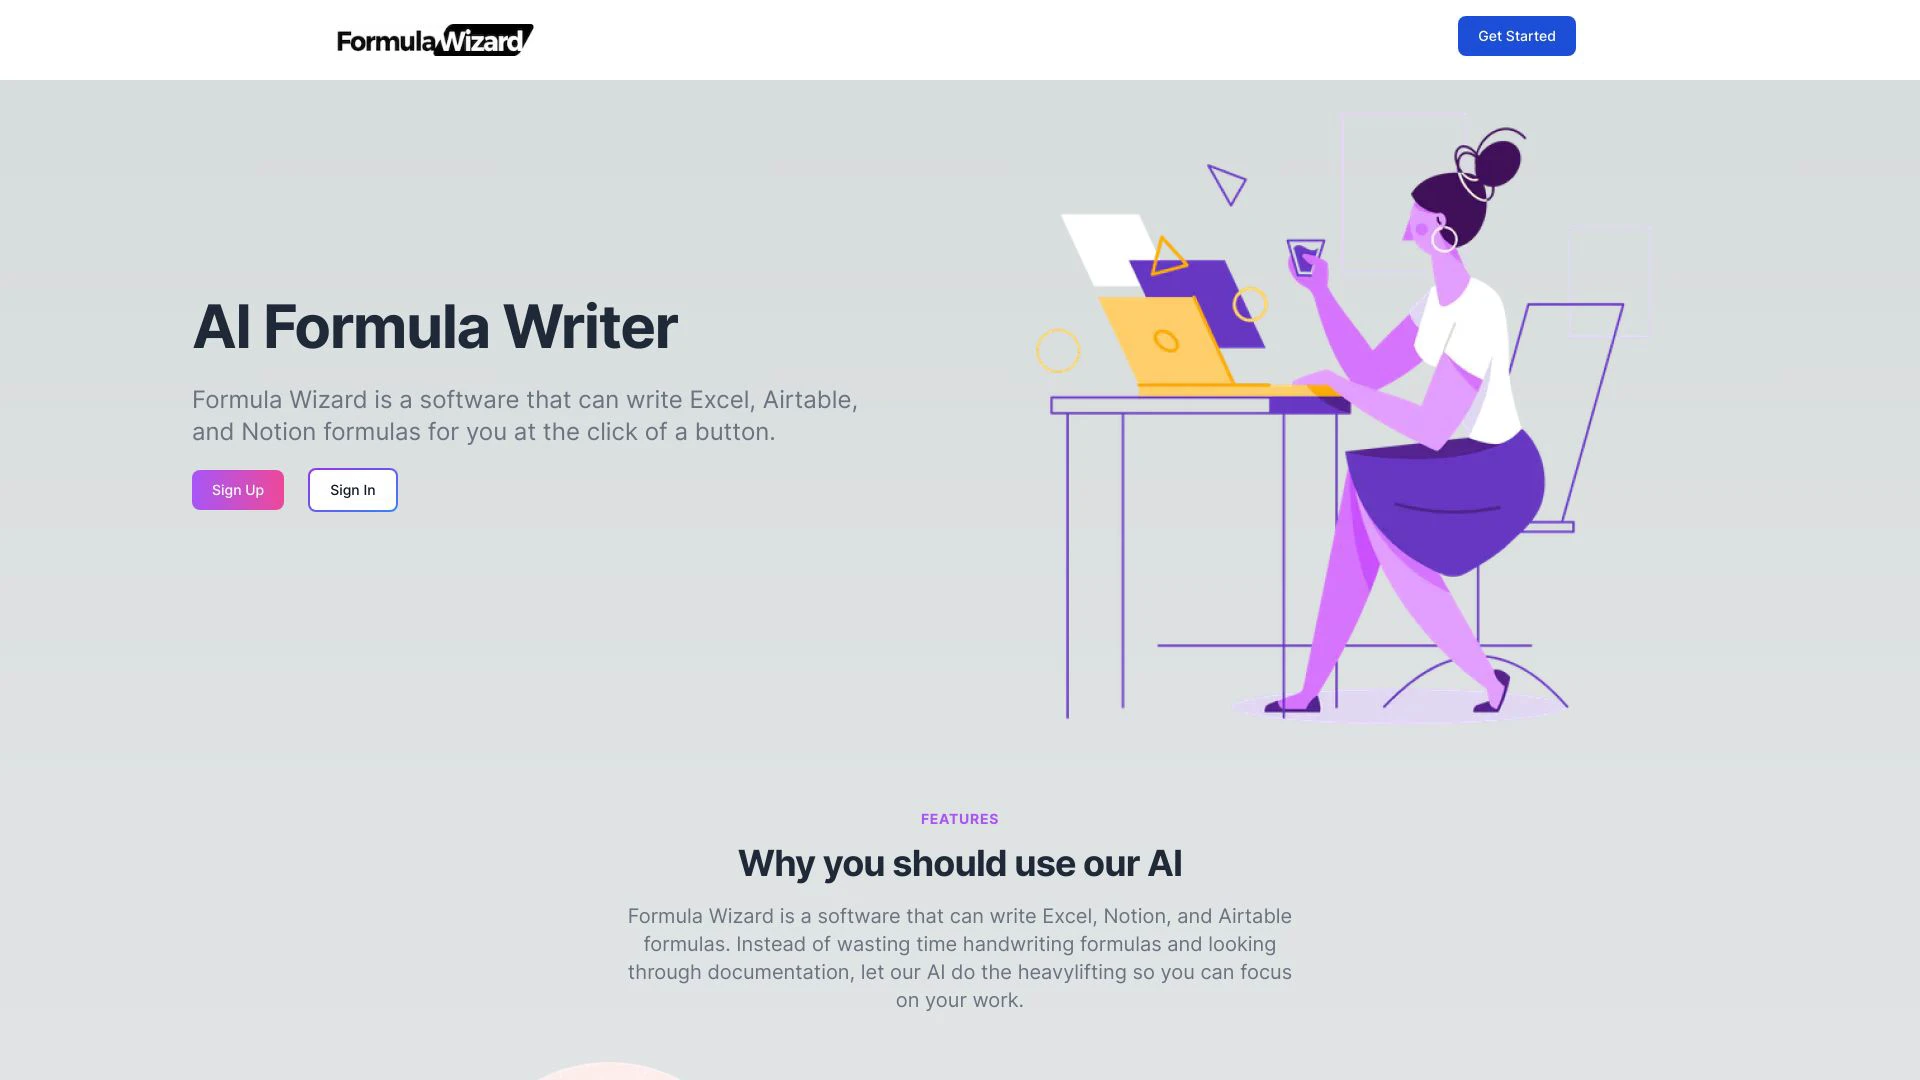 FormulaWizard
Get Started
AI Formula Writer
Formula Wizard is a software that can write Excel, Airtable,
and Notion formulas for you at the click of a button.
Sign Up
Sign In
FEATURES
Why you should use our AI
Formula Wizard is a software that can write Excel, Notion, and Airtable
formulas. Instead of wasting time handwriting formulas and looking
through documentation, let our AI do the heavylifting so you can focus
on your work.